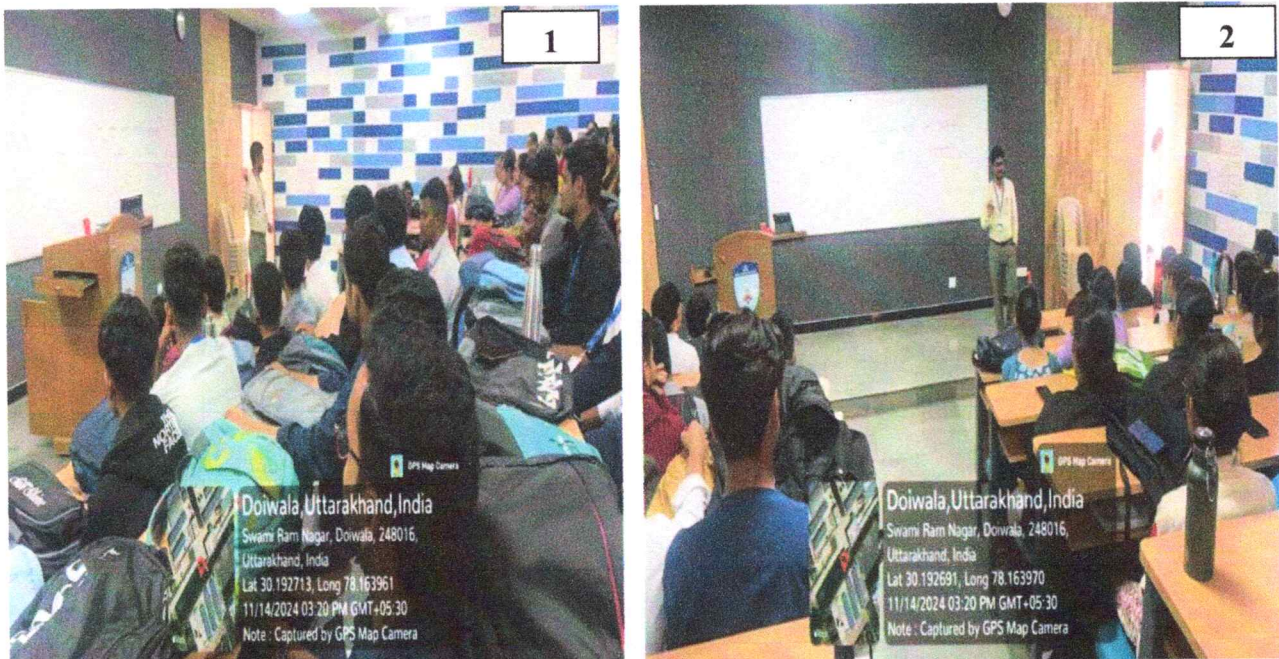 1
GPS Map Camera
Doiwala,Uttarakhand,India
Swami Ram Nagar, Doiwala, 248016,
Uttarakhand, India
Lat 30.192713, Long 78.163961
11/14/2024 03:20 PM GMT+05:30
Note : Captured by GPS Map Camera
2
GPS Map Camera
Doiwala,Uttarakhand,India
Swami Ram Nagar, Doiwala, 248016,
Uttarakhand, India
Lat 30.192691, Long 78.163970
11/14/2024 03:20 PM GMT+05:30
Note : Captured by GPS Map Camera